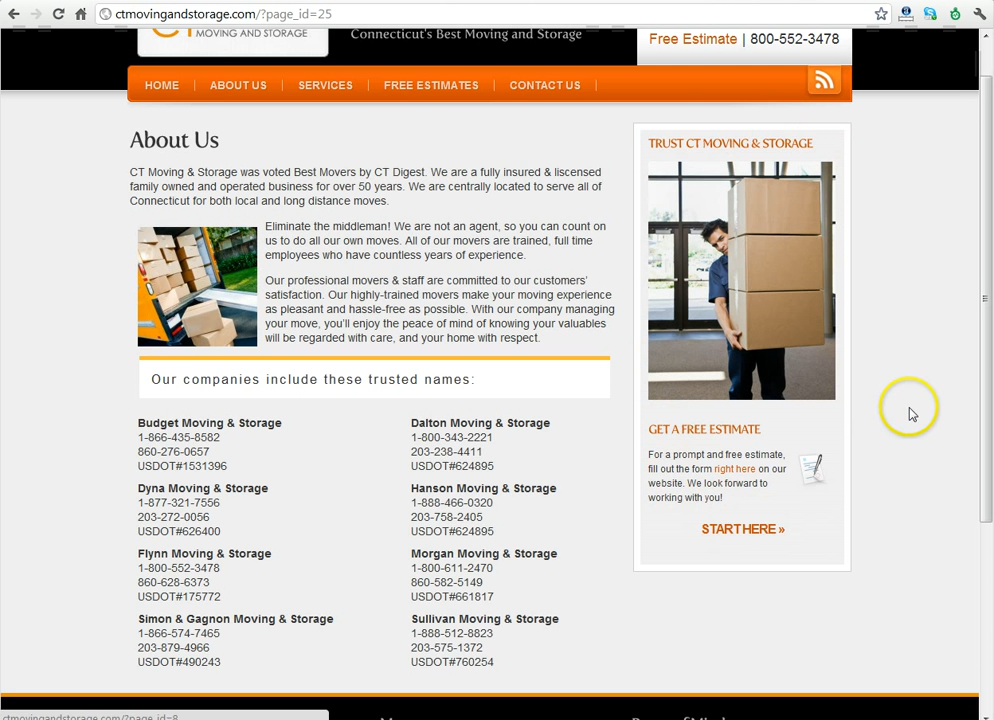 ctmovingandstorage.com/?page_id=25
MOVING AND STORAGE
Connecticut's Best Moving and Storage
Free Estimate | 800-552-3478
HOME
ABOUT US
SERVICES
FREE ESTIMATES
CONTACT US
About Us
CT Moving & Storage was voted Best Movers by CT Digest. We are a fully insured & liscensed
family owned and operated business for over 50 years. We are centrally located to serve all of
Connecticut for both local and long distance moves.
Eliminate the middleman! We are not an agent, so you can count on
us to do all our own moves. All of our movers are trained, full time
employees who have countless years of experience.
Our professional movers & staff are committed to our customers'
satisfaction. Our highly-trained movers make your moving experience
as pleasant and hassle-free as possible. With our company managing
your move, you'll enjoy the peace of mind of knowing your valuables
will be regarded with care, and your home with respect.
Our companies include these trusted names:
Budget Moving & Storage
1-866-435-8582
860-276-0657
USDOT#1531396
Dyna Moving & Storage
1-877-321-7556
203-272-0056
USDOT#626400
Flynn Moving & Storage
1-800-552-3478
860-628-6373
USDOT#175772
Simon & Gagnon Moving & Storage
1-866-574-7465
203-879-4966
USDOT#490243
Dalton Moving & Storage
1-800-343-2221
203-238-4411
USDOT#624895
Hanson Moving & Storage
1-888-466-0320
203-758-2405
USDOT#624895
Morgan Moving & Storage
1-800-611-2470
860-582-5149
USDOT#661817
Sullivan Moving & Storage
1-888-512-8823
203-575-1372
USDOT#760254
TRUST CT MOVING & STORAGE
GET A FREE ESTIMATE
For a prompt and free estimate,
fill out the form right here on our
website. We look forward to
working with you!
START HERE »
ctmovingandstorage.com/?page_id=8